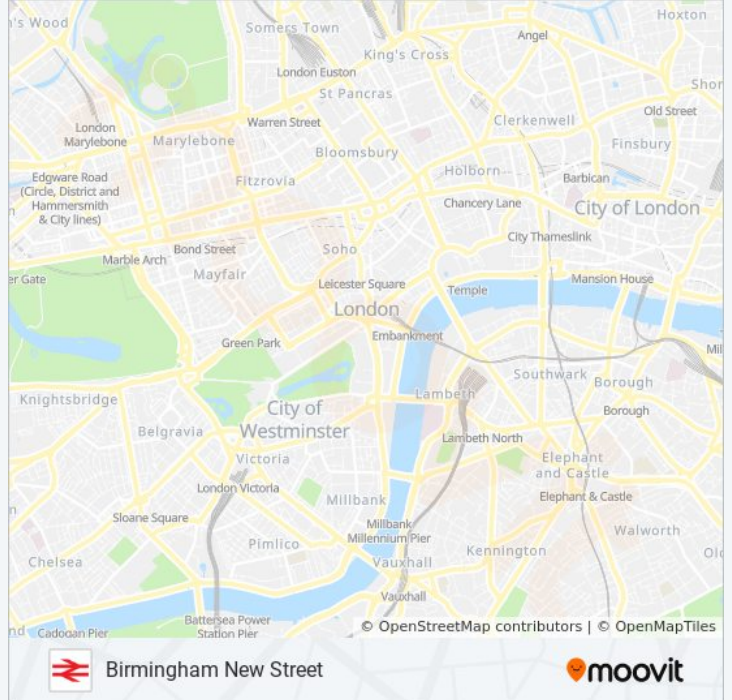 's Wood
Somers Town
Hoxton
Angel
King's Cross
London Euston
St Pancras
Shor
Old Street
Warren Street
Clerkenwell
London
Marylebone
Marylebone
Finsbury
Bloomsbury
Holborn
Edgware Road
(Circle, District and
Hammersmith
& City lines)
Fitzrovia
Barbican
Chancery Lane
City of London
n
City Thameslink
Soho
Bond Street
Marble Arch
Mayfair
er Gate
Leicester Square
Mansion House
Temple
London
Embankment
Green Park
Mil
Southwark
Borough
Knightsbridge
Lambeth
City of
Westminster
Borough
Belgravia
Lambeth North
Victoria
Elephant
and Castle
London Victoria
Elephant & Castle
Millbank
n
Sloane Square
Millbank
Millennium Pier
Walworth
Pimlico
Kennington
Olc
Chelsea
Vauxhall
Vauxhall
Battersea Power
Station Pier
nd
Cadogan Pier
© OpenStreetMap contributors | © OpenMapTiles
Birmingham New Street
moovit